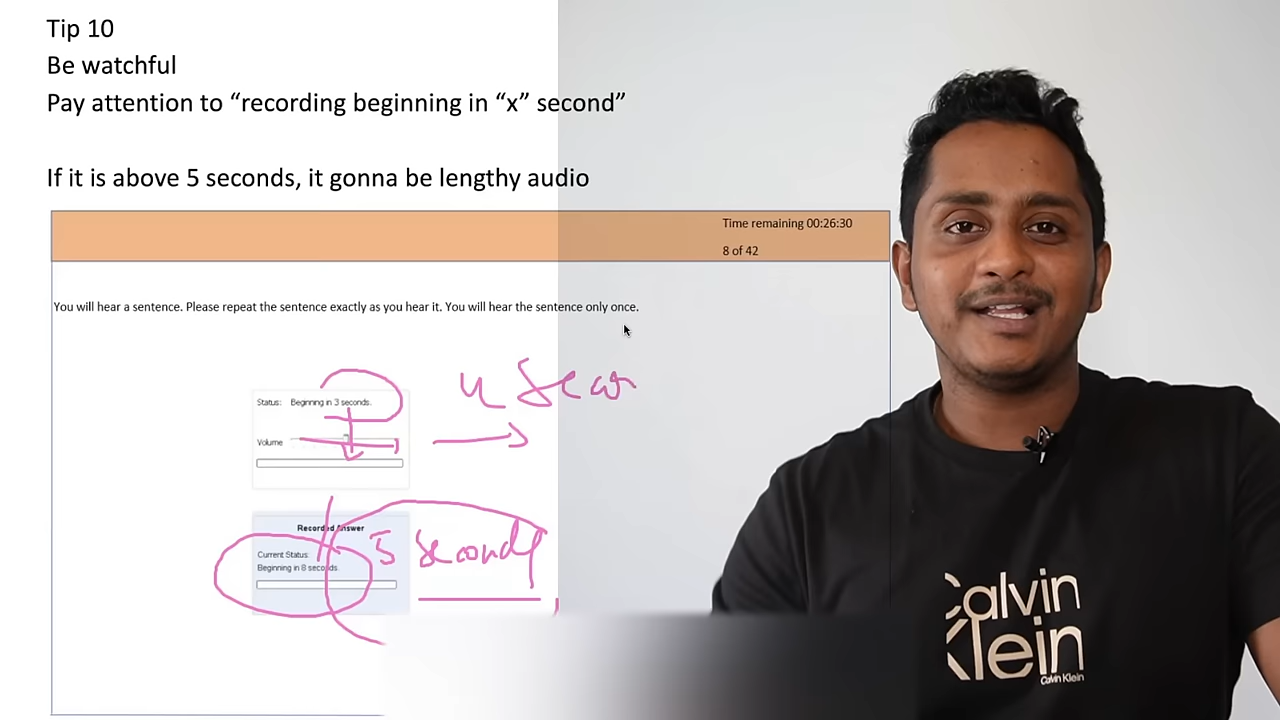 Tip 10
Be watchful
Pay attention to “recording beginning in “x” second”
If it is above 5 seconds, it gonna be lengthy audio
Time remaining 00:26:30
8 of 42
You will hear a sentence. Please repeat the sentence exactly as you hear it. You will hear the sentence only once.
Status: Beginning in 3 seconds.
Volume
Recorded Answer
Current Status:
Beginning in 8 seconds.
5 seconds
Calvin
Klein
Calvin Klein